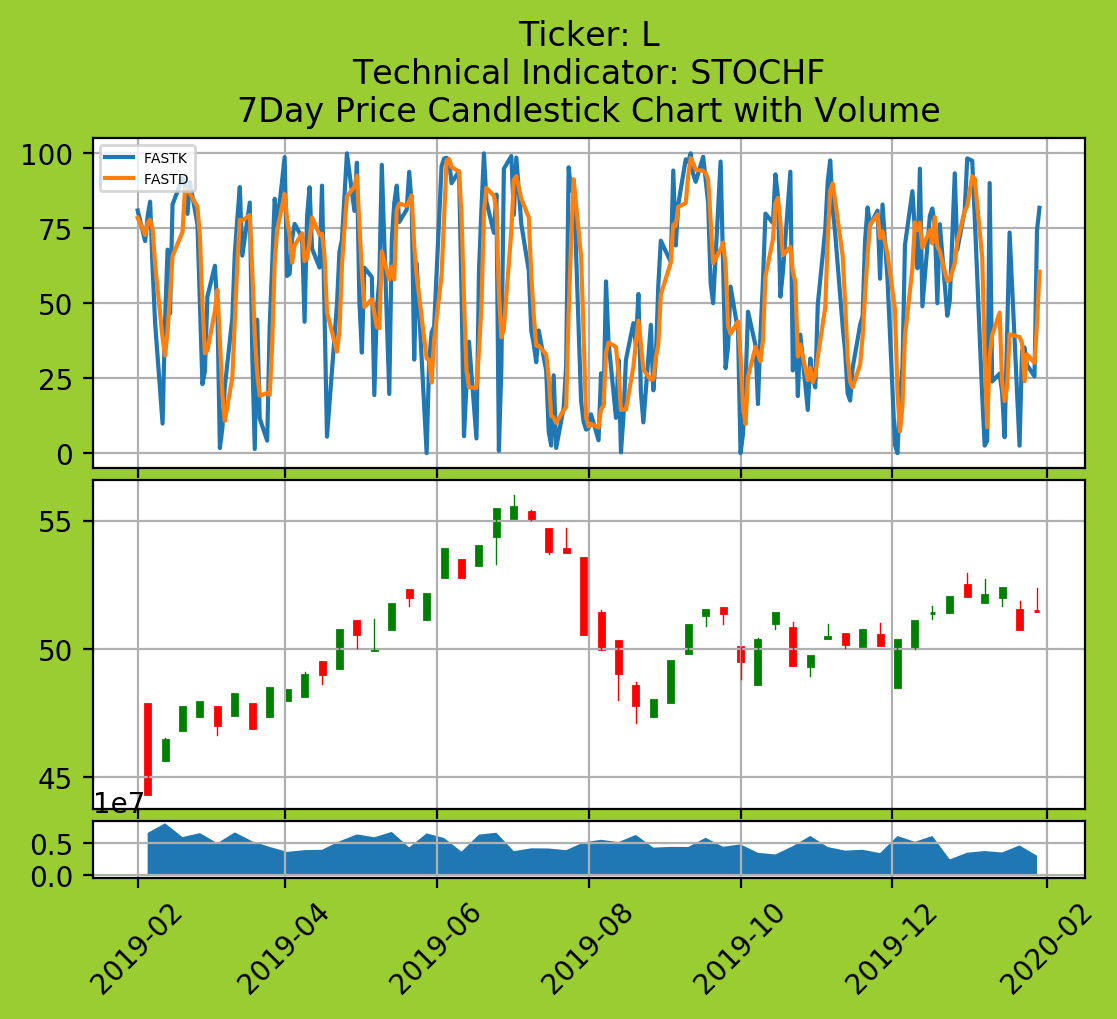 Ticker: L
Technical Indicator: STOCHF
7Day Price Candlestick Chart with Volume
100
FASTK
FASTD
75
50
25
0
55
50
45
1e7
0.5
0.0
2019-02
2019-04
2019-06
2019-08
2019-10
2019-12
2020-02